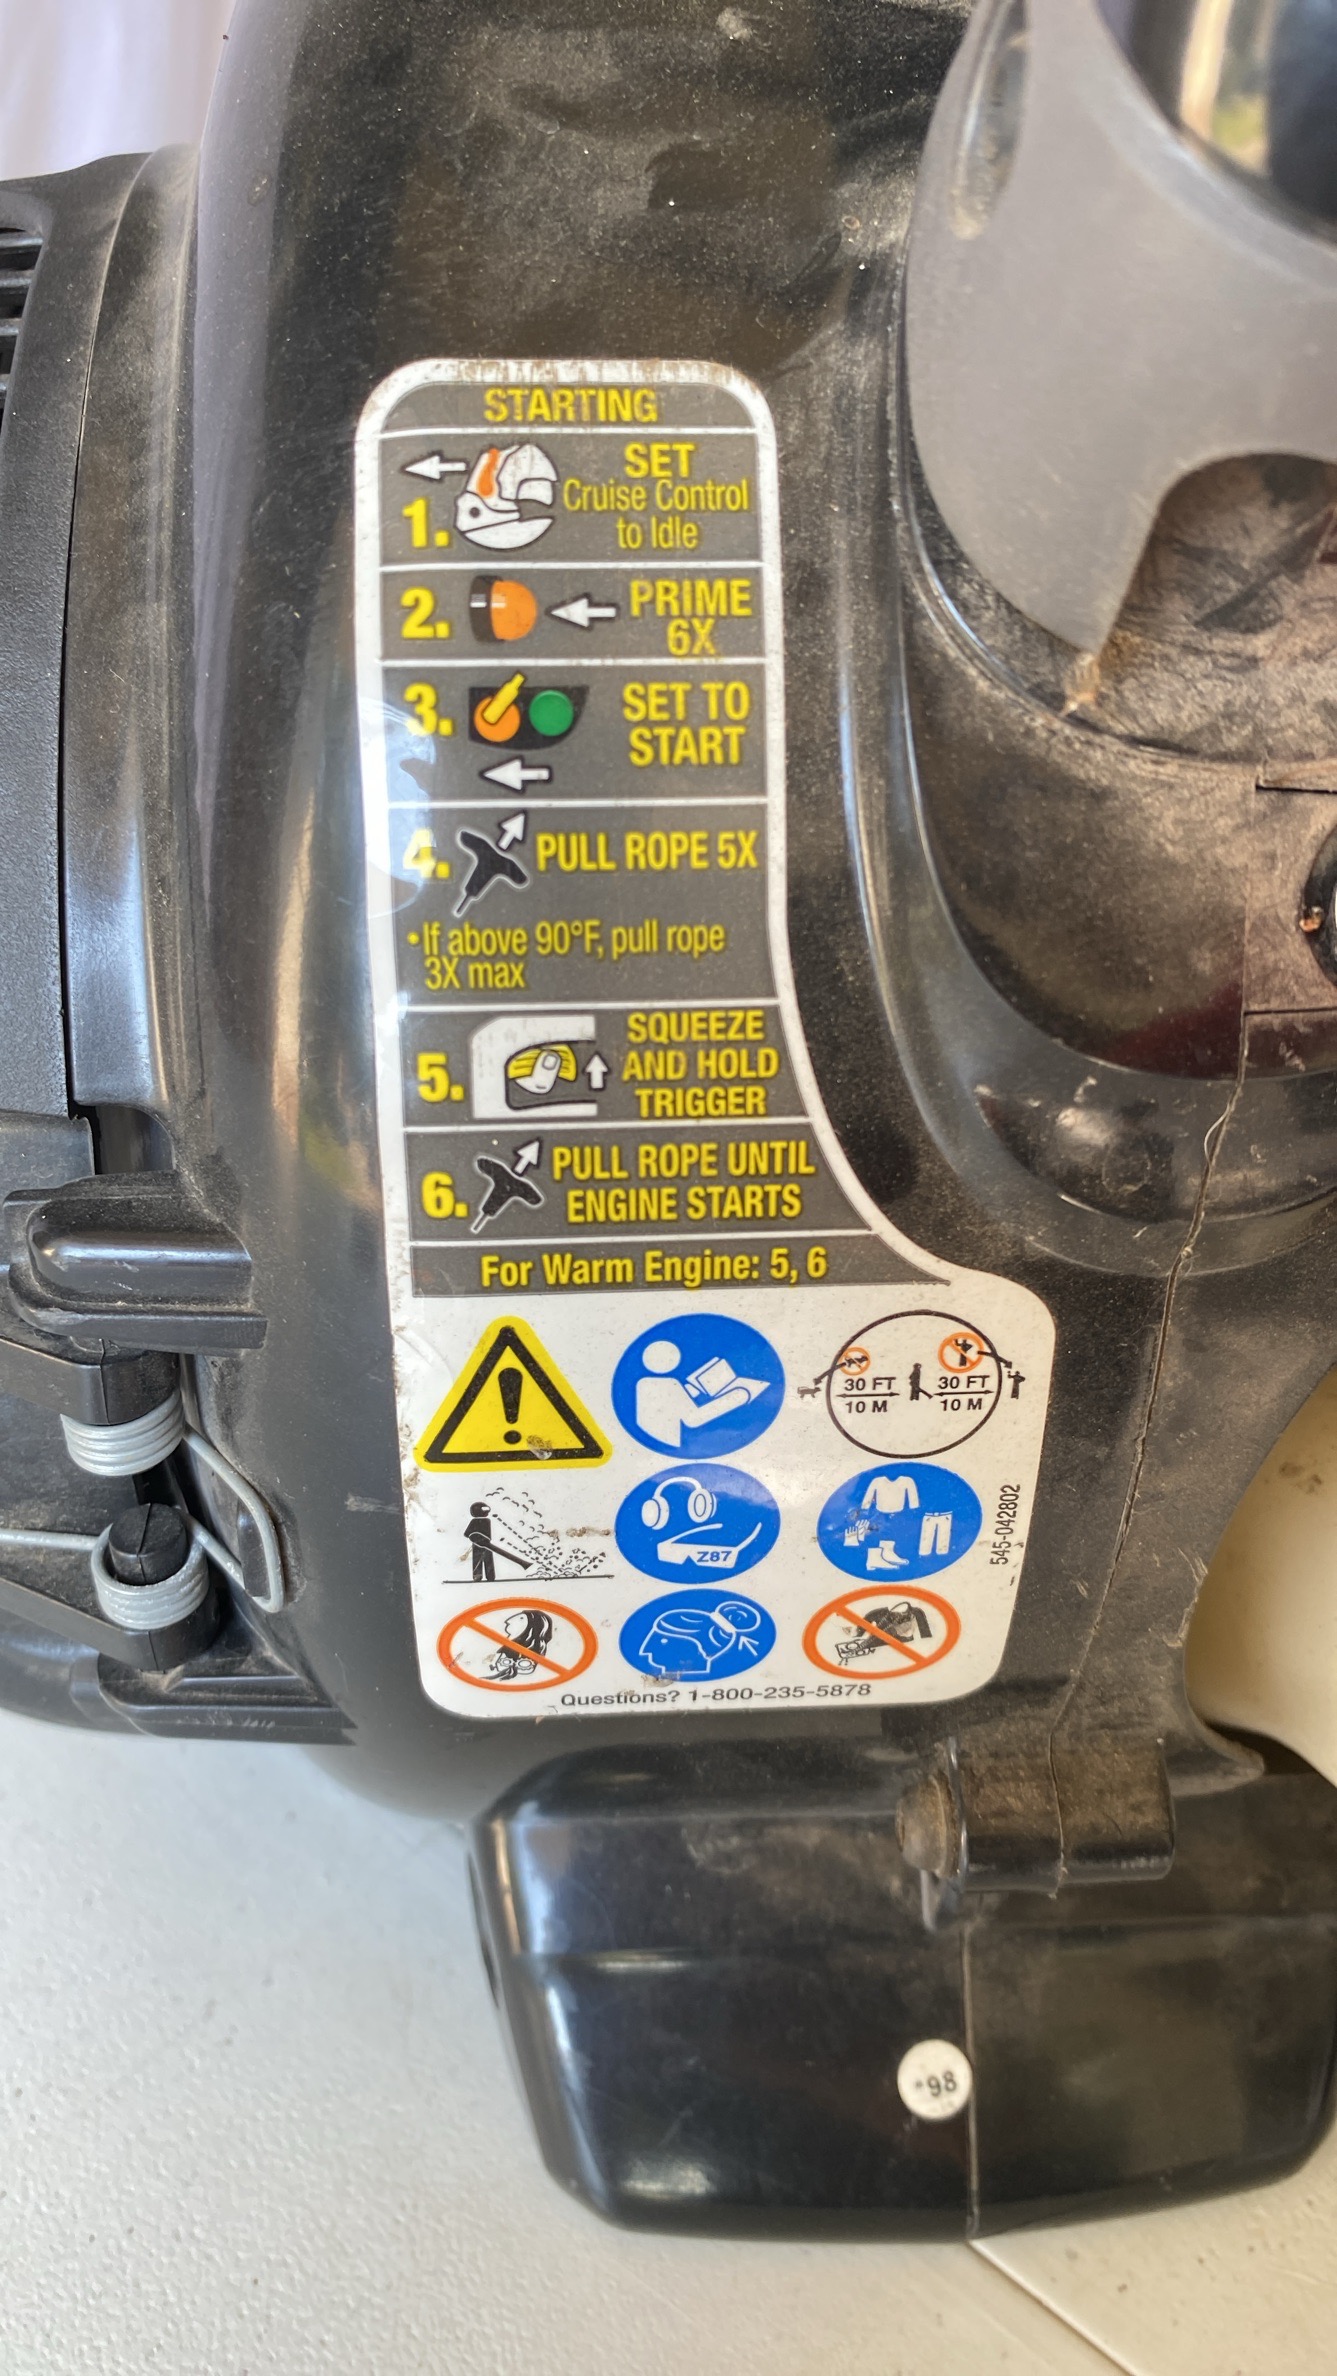 STARTING
1.
SET
Cruise Control
to Idle
2.
PRIME
6X
3.
SET TO
START
4.
PULL ROPE 5X
•If above 90°F, pull rope
3X max
5.
SQUEEZE
AND HOLD
TRIGGER
6.
PULL ROPE UNTIL
ENGINE STARTS
For Warm Engine: 5, 6
30 FT
10 M
30 FT
10 M
Z87
545-042802
Questions? 1-800-235-5878
98